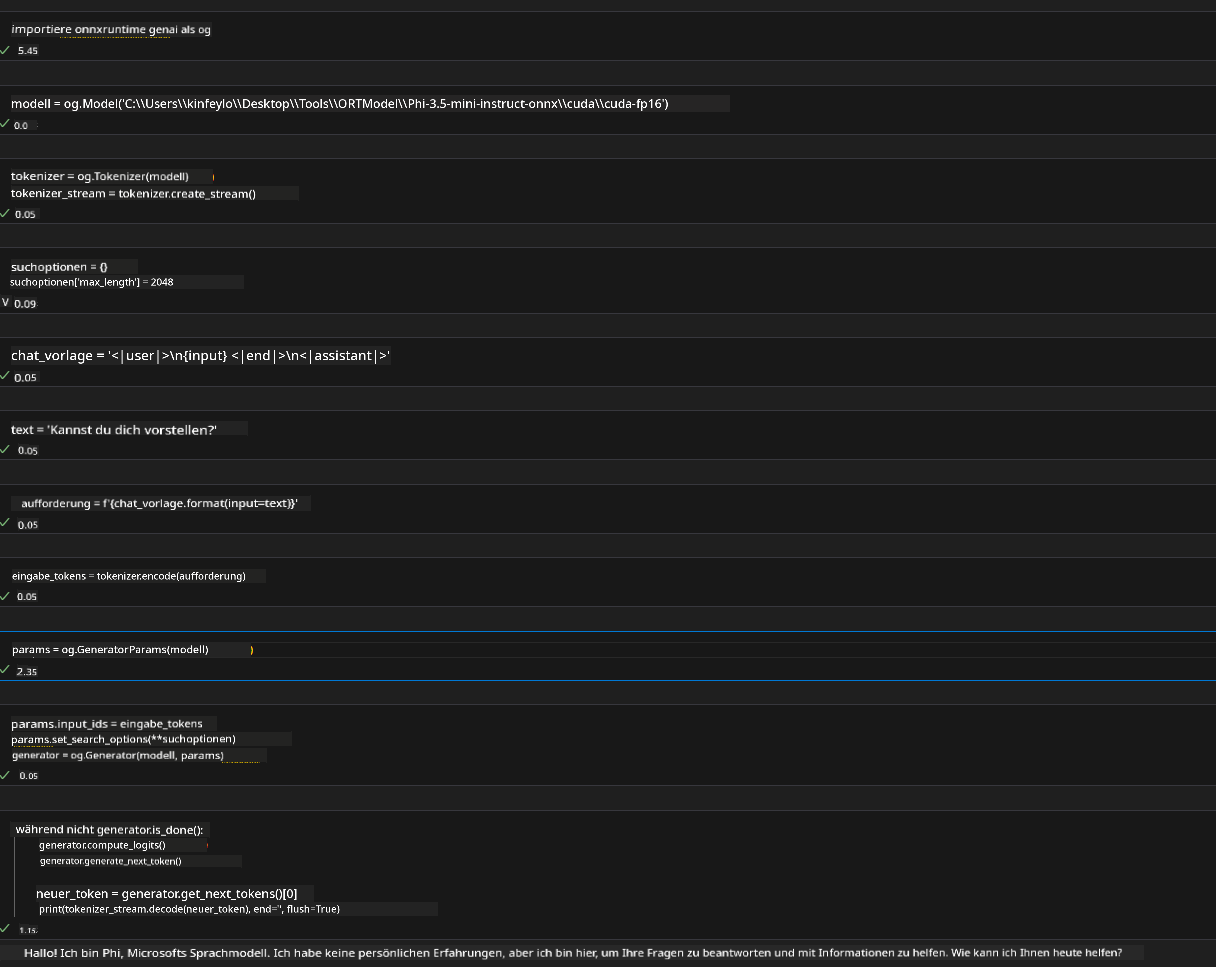 importiere onnxruntime genai als og
5.45
modell = og.Model('C:\\Users\\kinfeylo\\Desktop\\Tools\\ORTModel\\Phi-3.5-mini-instruct-onnx\\cuda\\cuda-fp16')
0.0
tokenizer = og.Tokenizer(modell) )
tokenizer_stream = tokenizer.create_stream()
0.05
suchoptionen = {}
suchoptionen['max_length'] = 2048
V 0.09
chat_vorlage = '<|user|>\n{input} <|end|>\n<|assistant|>'
0.05
text = 'Kannst du dich vorstellen?'
0.05
aufforderung = f'{chat_vorlage.format(input=text)}'
0.05
eingabe_tokens = tokenizer.encode(aufforderung)
0.05
params = og.GeneratorParams(modell) )
2.35
params.input_ids = eingabe_tokens
params.set_search_options(**suchoptionen)
generator = og.Generator(modell, params)
0.05
während nicht generator.is_done():
generator.compute_logits()
generator.generate_next_token()
neuer_token = generator.get_next_tokens()[0]
print(tokenizer_stream.decode(neuer_token), end='', flush=True)
1.1s.
Hallo! Ich bin Phi, Microsofts Sprachmodell. Ich habe keine persönlichen Erfahrungen, aber ich bin hier, um Ihre Fragen zu beantworten und mit Informationen zu helfen. Wie kann ich Ihnen heute helfen?